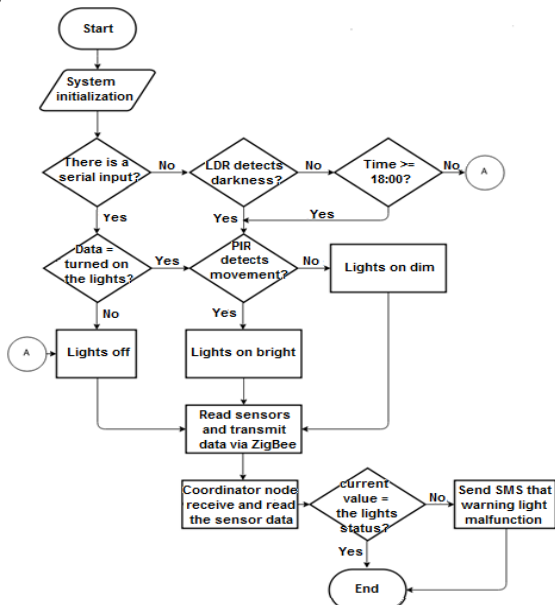 Start
System
initialization
There is a
serial input?
No
LDR detects
darkness?
No
Time >=
18:00?
No
A
Yes
Yes
Yes
Data =
turned on
the lights?
Yes
PIR
detects
movement?
No
Lights on dim
No
Yes
A
Lights off
Lights on bright
Read sensors
and transmit
data via ZigBee
Coordinator node
receive and read
the sensor data
current
value =
the lights
status?
No
Send SMS that
warning light
malfunction
Yes
End